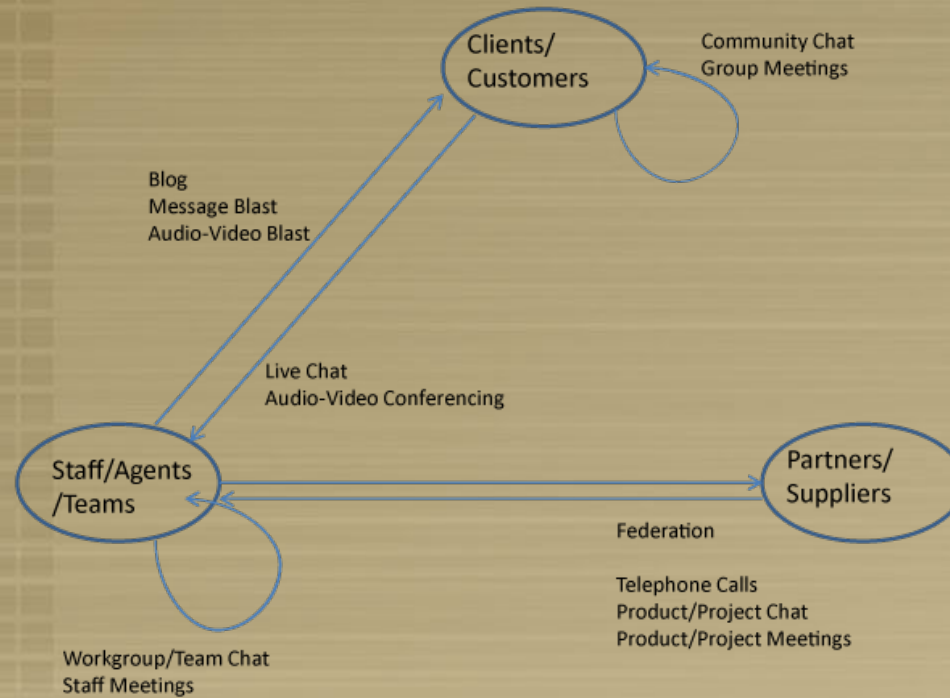 Clients/
Customers
Community Chat
Group Meetings
Blog
Message Blast
Audio-Video Blast
Live Chat
Audio-Video Conferencing
Staff/Agents
/Teams
Partners/
Suppliers
Federation
Telephone Calls
Product/Project Chat
Product/Project Meetings
Workgroup/Team Chat
Staff Meetings